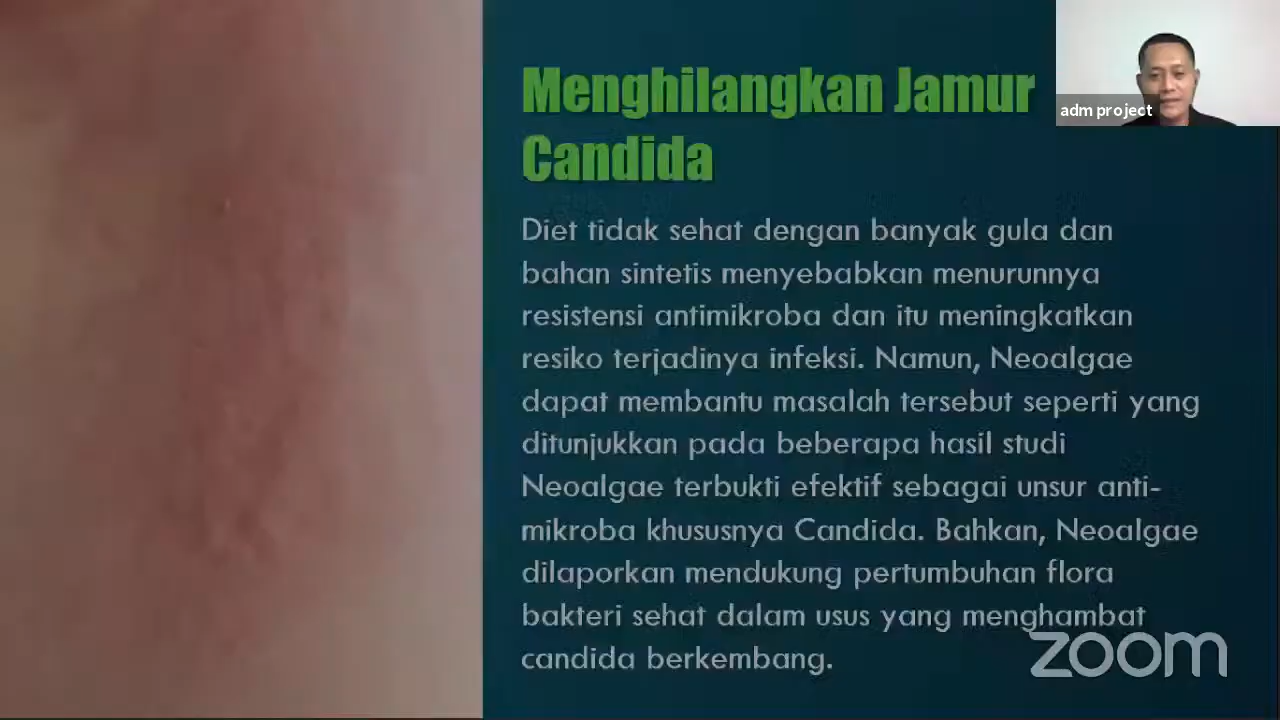 Menghilangkan Jamur
Candida
adm project
Diet tidak sehat dengan banyak gula dan
bahan sintetis menyebabkan menurunnya
resistensi antimikroba dan itu meningkatkan
resiko terjadinya infeksi. Namun, Neoalgae
dapat membantu masalah tersebut seperti yang
ditunjukkan pada beberapa hasil studi
Neoalgae terbukti efektif sebagai unsur anti-
mikroba khususnya Candida. Bahkan, Neoalgae
dilaporkan mendukung pertumbuhan flora
bakteri sehat dalam usus yang menghambat
candida berkembang.
zoom